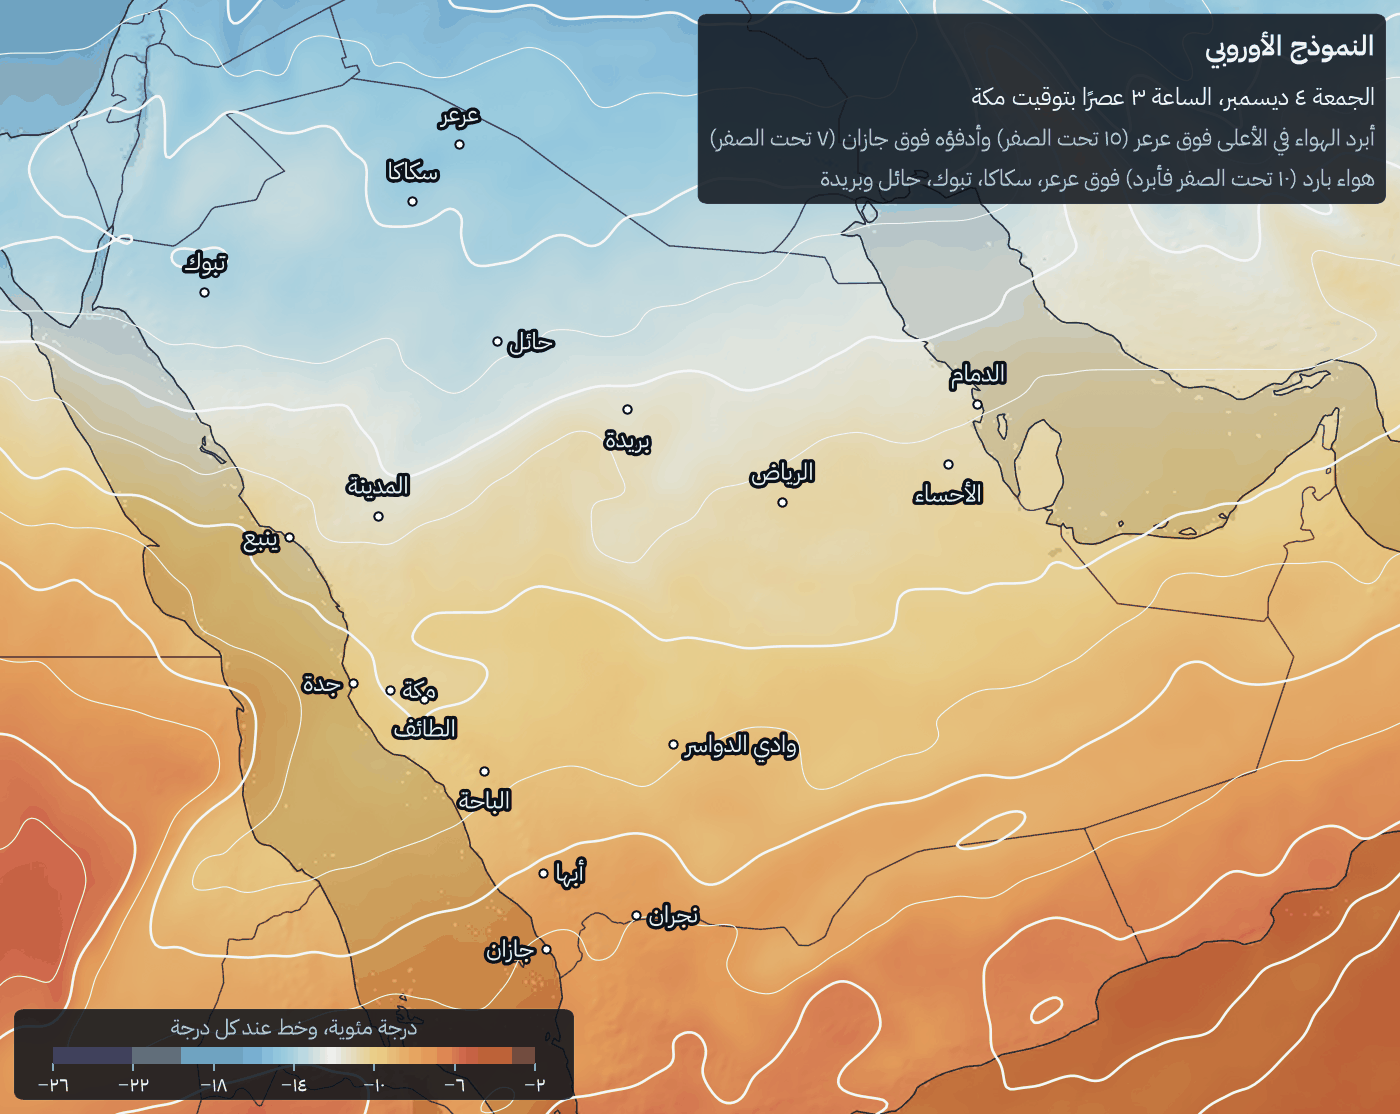 النموذج الأوروبي
الجمعة ٤ ديسمبر، الساعة ٣ عصرًا بتوقيت مكة
أبرد الهواء في الأعلى فوق عرعر (١٥ تحت الصفر) وأدفؤه فوق جازان (٧ تحت الصفر)
هواء بارد (١٠ تحت الصفر فأبرد) فوق عرعر، سكاكا، تبوك، حائل وبريدة
عرعر
سكاكا
تبوك
حائل
الدمام
بريدة
الرياض
المدينة
الأحساء
ينبع
جدة
مكة
الطائف
وادي الدواسر
الباحة
أبها
نجران
جازان
درجة مئوية، وخط عند كل درجة
−٢٦ −٢٢ −١٨ −١٤ −١٠ −٦ −٢